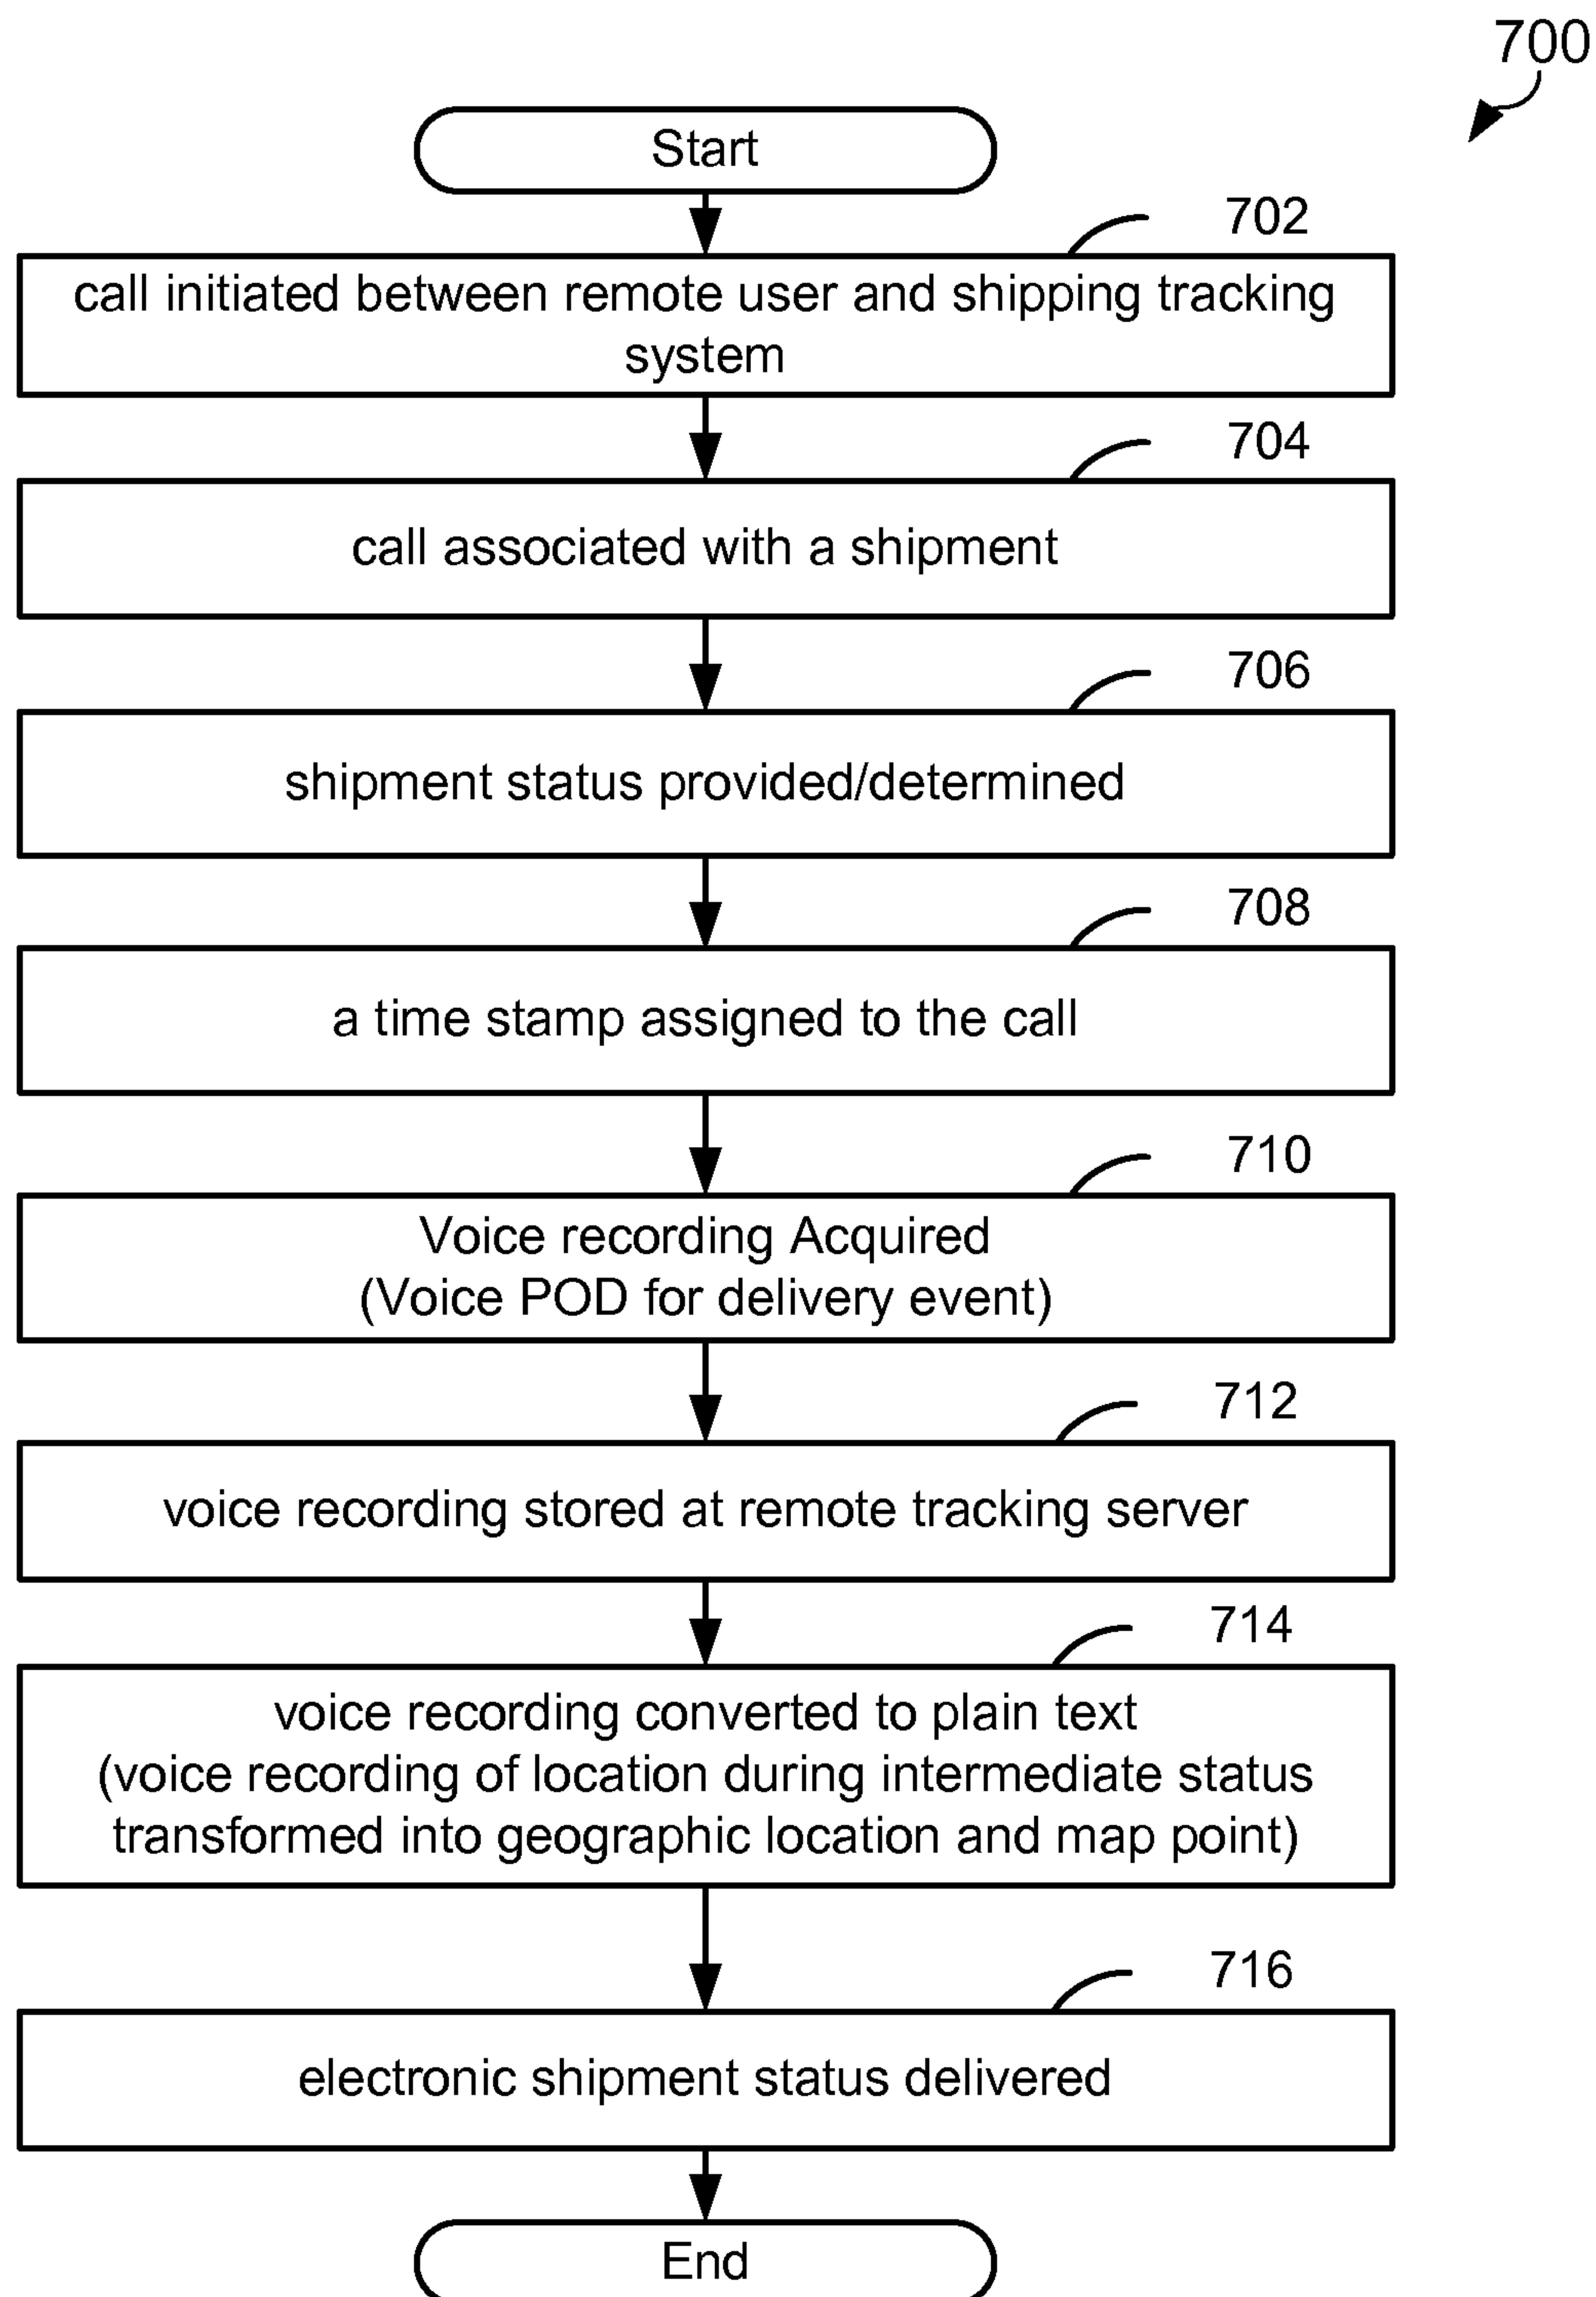 700
Start
702
call initiated between remote user and shipping tracking
system
704
call associated with a shipment
706
shipment status provided/determined
708
a time stamp assigned to the call
710
Voice recording Acquired
(Voice POD for delivery event)
712
voice recording stored at remote tracking server
714
voice recording converted to plain text
(voice recording of location during intermediate status
transformed into geographic location and map point)
716
electronic shipment status delivered
End